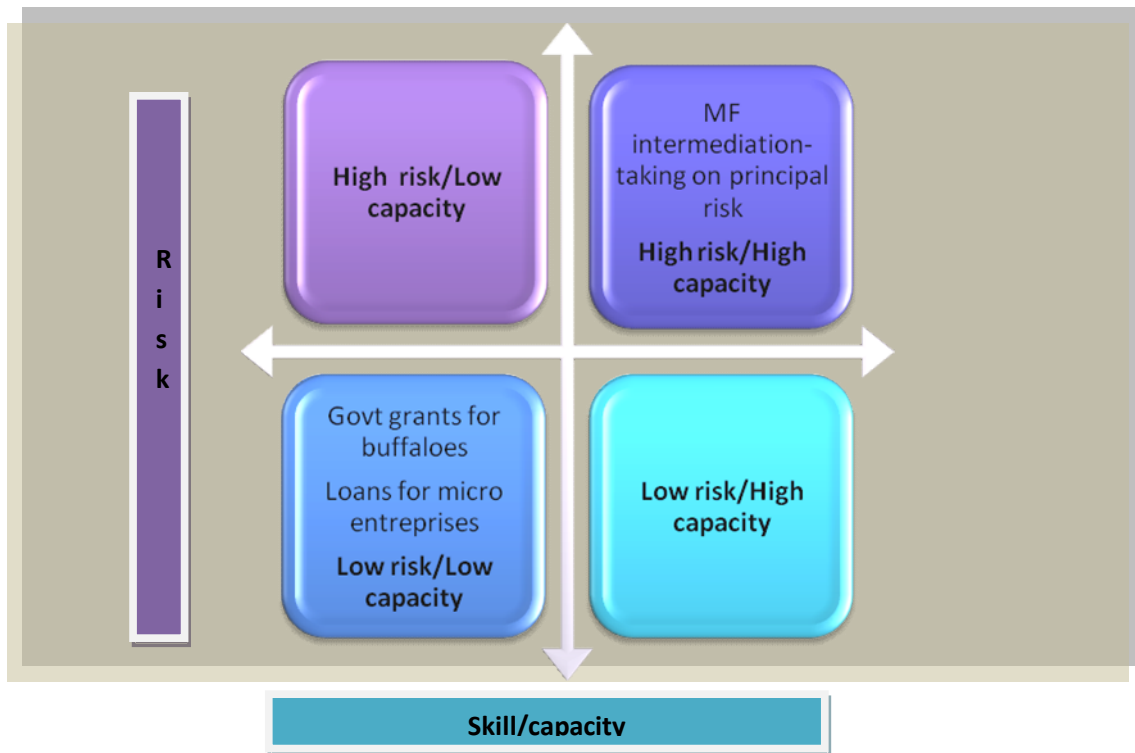 High risk/Low
capacity
MF
intermediation-
taking on principal
risk
High risk/High
capacity
R
i
s
k
Govt grants for
buffaloes
Loans for micro
entreprises
Low risk/Low
capacity
Low risk/High
capacity
Skill/capacity